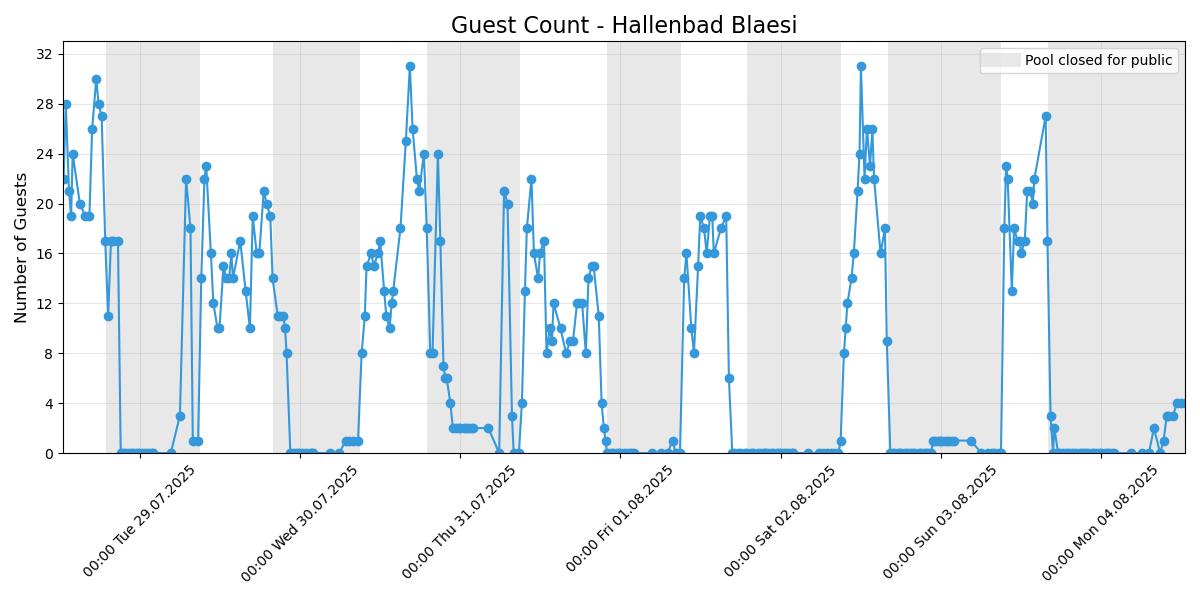 Guest Count - Hallenbad Blaesi
Pool closed for public
Number of Guests
32
28
24
20
16
12
8
4
0
00:00 Tue 29.07.2025
00:00 Wed 30.07.2025
00:00 Thu 31.07.2025
00:00 Fri 01.08.2025
00:00 Sat 02.08.2025
00:00 Sun 03.08.2025
00:00 Mon 04.08.2025